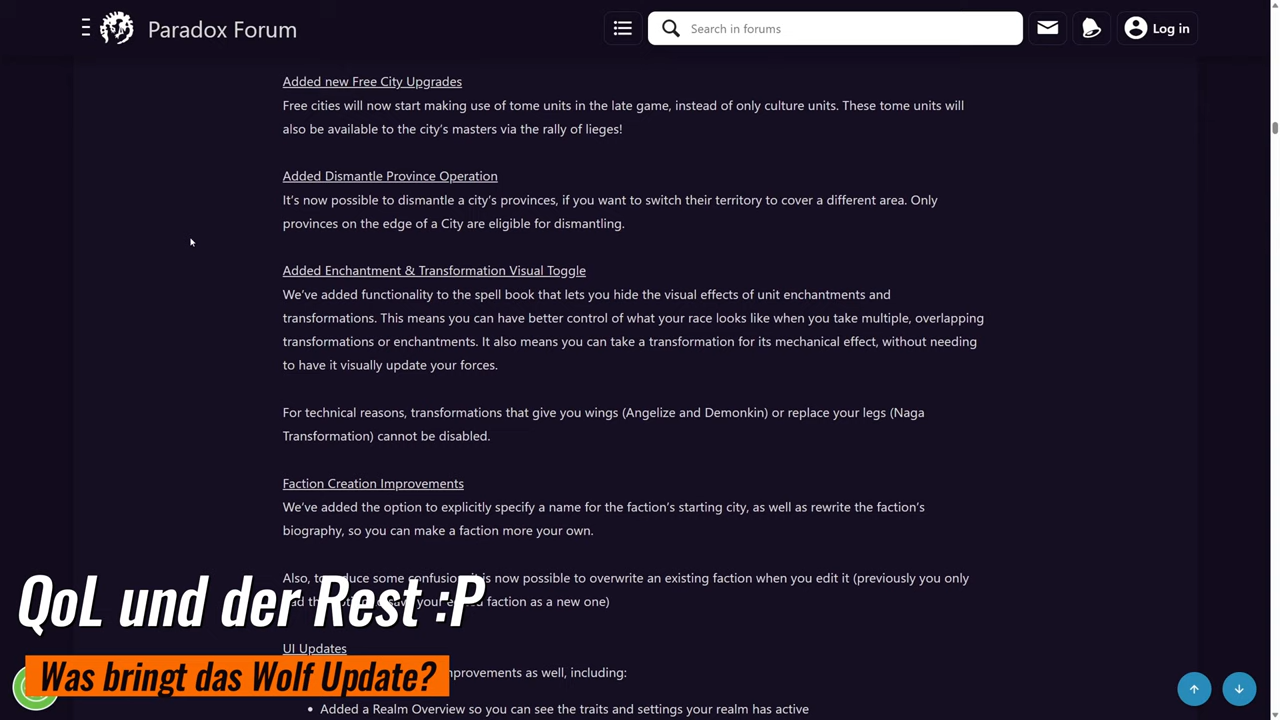 Paradox Forum
Search in forums
Log in
Added new Free City Upgrades
Free cities will now start making use of tome units in the late game, instead of only culture units. These tome units will
also be available to the city's masters via the rally of lieges!
Added Dismantle Province Operation
It's now possible to dismantle a city's provinces, if you want to switch their territory to cover a different area. Only
provinces on the edge of a City are eligible for dismantling.
Added Enchantment & Transformation Visual Toggle
We've added functionality to the spell book that lets you hide the visual effects of unit enchantments and
transformations. This means you can have better control of what your race looks like when you take multiple, overlapping
transformations or enchantments. It also means you can take a transformation for its mechanical effect, without needing
to have it visually update your forces.
For technical reasons, transformations that give you wings (Angelize and Demonkin) or replace your legs (Naga
Transformation) cannot be disabled.
Faction Creation Improvements
We've added the option to explicitly specify a name for the faction's starting city, as well as rewrite the faction's
biography, so you can make a faction more your own.
Also, some is now possible to overwrite an existing faction when you edit it (previously you only
faction as a new one)
QoL und der Rest :P
UI Updates
improvements as well, including:
Was bringt das Wolf Update?
• Added a Realm Overview so you can see the traits and settings your realm has active